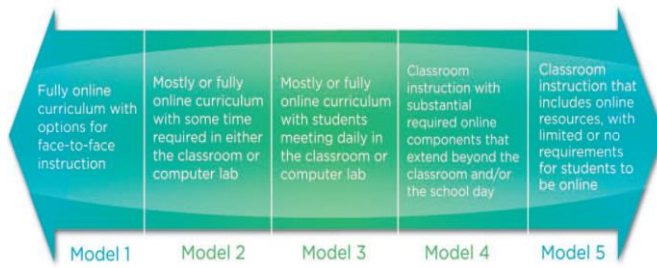 Fully online
curriculum with
options for
face-to-face
instruction
Mostly or fully
online curriculum
with some time
required in either
the classroom or
computer lab
Mostly or fully
online curriculum
with students
meeting daily in
the classroom or
computer lab
Classroom
instruction with
substantial
required online
components that
extend beyond the
classroom and/or
the school day
Classroom
instruction that
includes online
resources, with
limited or no
requirements
for students to
be online
Model 1
Model 2
Model 3
Model 4
Model 5